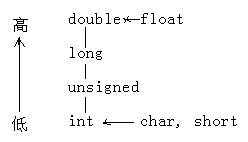 高 double float
long
unsigned
低 int char, short